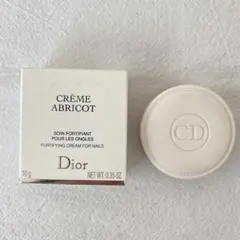 CRÈME
ABRICOT
SOIN FORTIFIANT
POUR LES ONGLES
FORTIFYING CREAM FOR NAILS
Dior
10 g NET WT. 0.35 OZ
CD